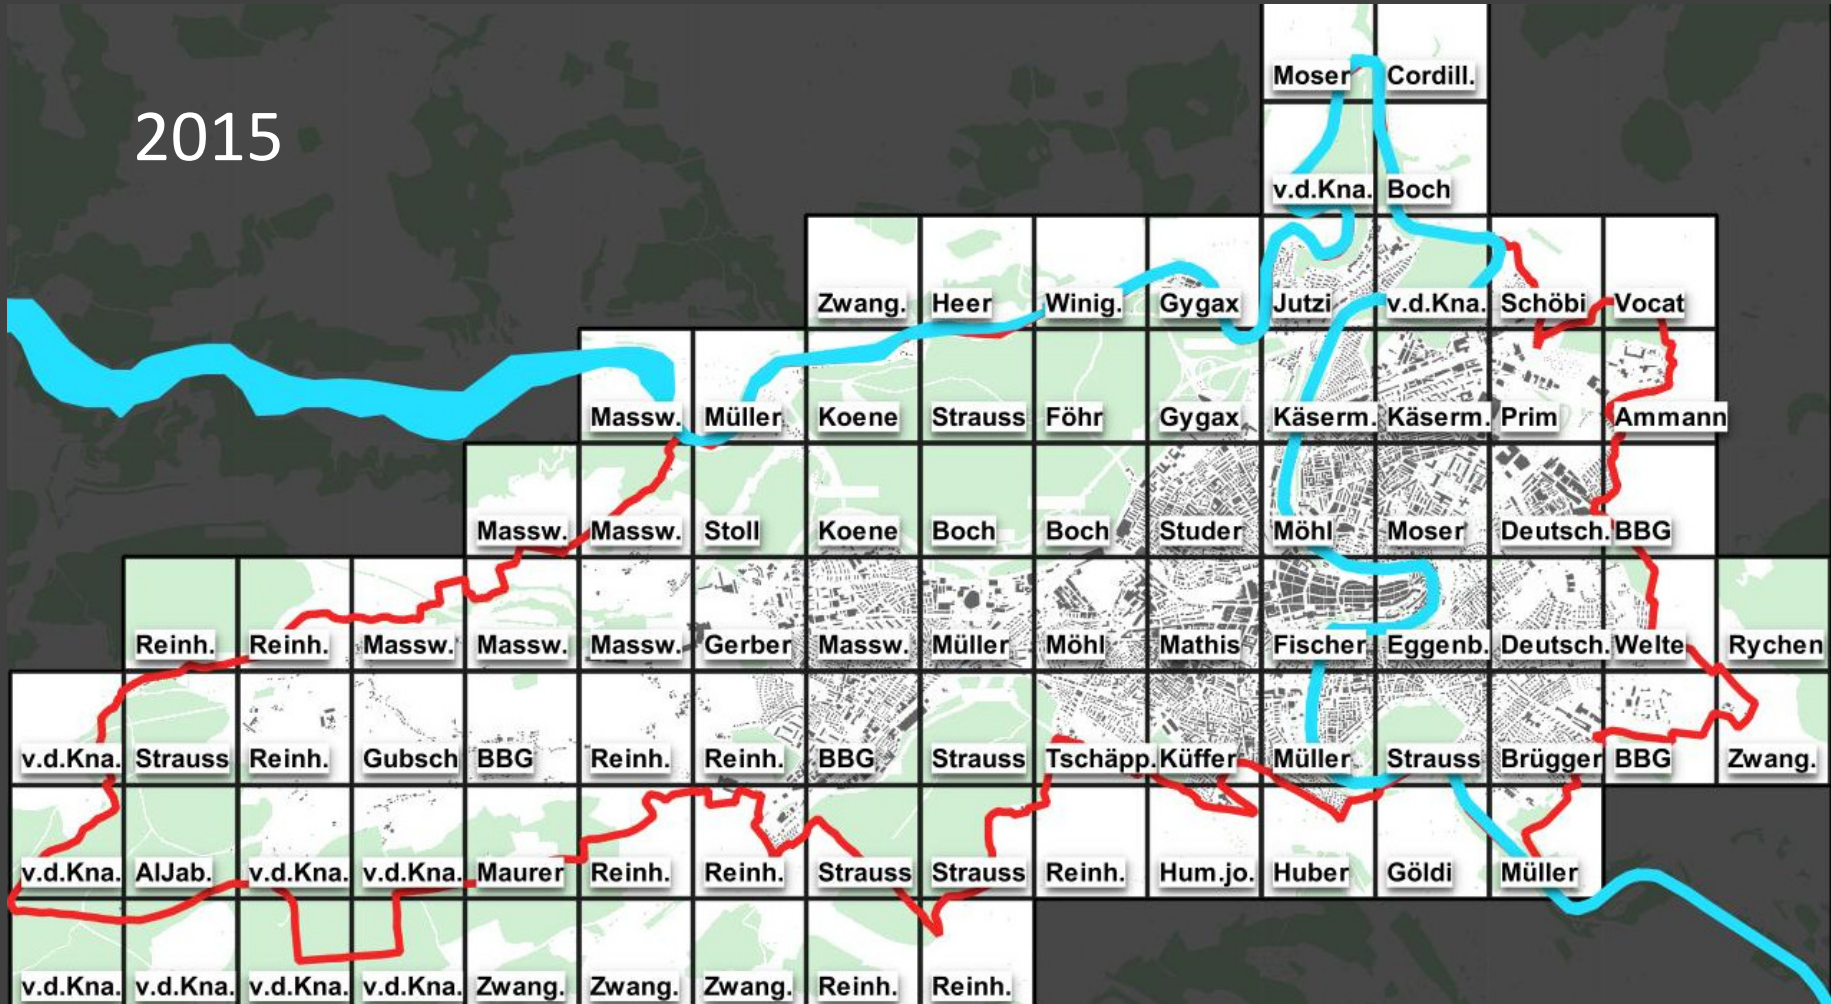 2015
Moser Cordill.
v.d.Kna. Boch
Zwang. Heer Winig. Gygax Jutzi v.d.Kna. Schöbi Vocat
Massw. Müller Koene Strauss Föhr Gygax Käserm. Käserm. Prim Ammann
Massw. Massw. Stoll Koene Boch Boch Studer Möhl Moser Deutsch. BBG
Reinh. Reinh. Massw. Massw. Massw. Gerber Massw. Müller Möhl Mathis Fischer Eggenb. Deutsch. Welte Rychen
v.d.Kna. Strauss Reinh. Gubsch BBG Reinh. Reinh. BBG Strauss Tschäpp. Küffer Müller Strauss Brügger BBG Zwang.
v.d.Kna. AlJab. v.d.Kna. v.d.Kna. Maurer Reinh. Reinh. Strauss Strauss Reinh. Hum.jo. Huber Göldi Müller
v.d.Kna. v.d.Kna. v.d.Kna. v.d.Kna. Zwang. Zwang. Zwang. Reinh. Reinh.